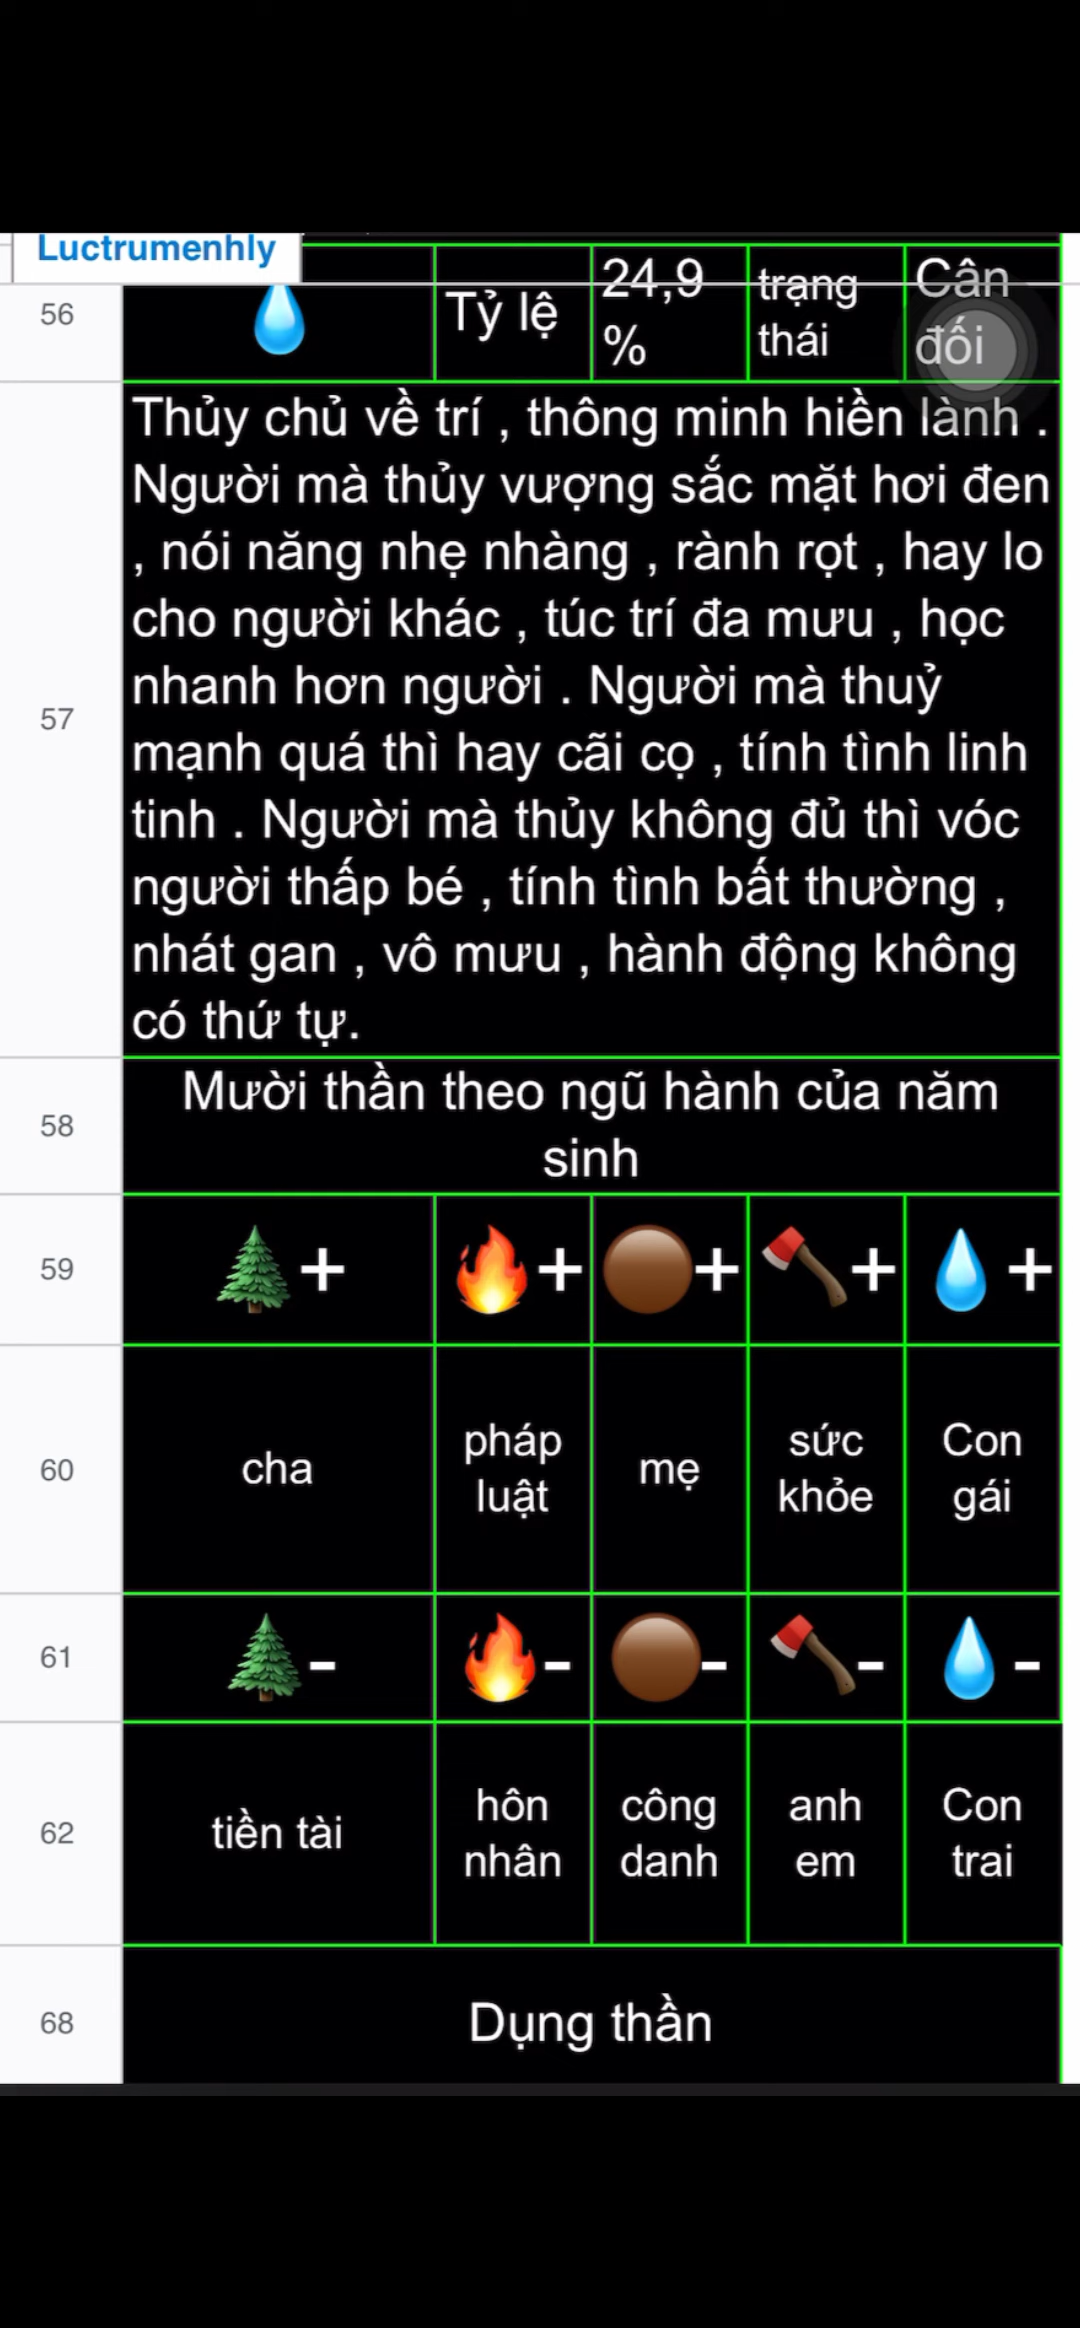 Luctrumenhly
56
Tỷ lệ
24,9
%
trạng
thái
Cân
đối
57
Thủy chủ về trí , thông minh hiền lành .
Người mà thủy vượng sắc mặt hơi đen
, nói năng nhẹ nhàng , rành rọt , hay lo
cho người khác , túc trí đa mưu , học
nhanh hơn người . Người mà thuỷ
mạnh quá thì hay cãi cọ , tính tình linh
tinh . Người mà thủy không đủ thì vóc
người thấp bé , tính tình bất thường ,
nhát gan , vô mưu , hành động không
có thứ tự.
58
Mười thần theo ngũ hành của năm
sinh
59
+ + + + +
60
cha
pháp
luật
mẹ
sức
khỏe
Con
gái
61
- - - - -
62
tiền tài
hôn
nhân
công
danh
anh
em
Con
trai
68
Dụng thần